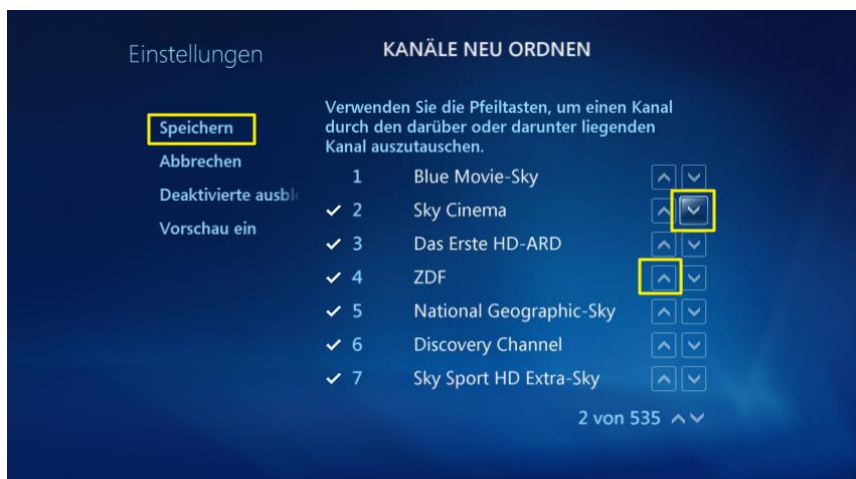 Einstellungen
KANÄLE NEU ORDNEN
Speichern
Abbrechen
Deaktivierte ausbl
Vorschau ein
Verwenden Sie die Pfeiltasten, um einen Kanal
durch den darüber oder darunter liegenden
Kanal auszutauschen.
1 Blue Movie-Sky
2 Sky Cinema
3 Das Erste HD-ARD
4 ZDF
5 National Geographic-Sky
6 Discovery Channel
7 Sky Sport HD Extra-Sky
2 von 535